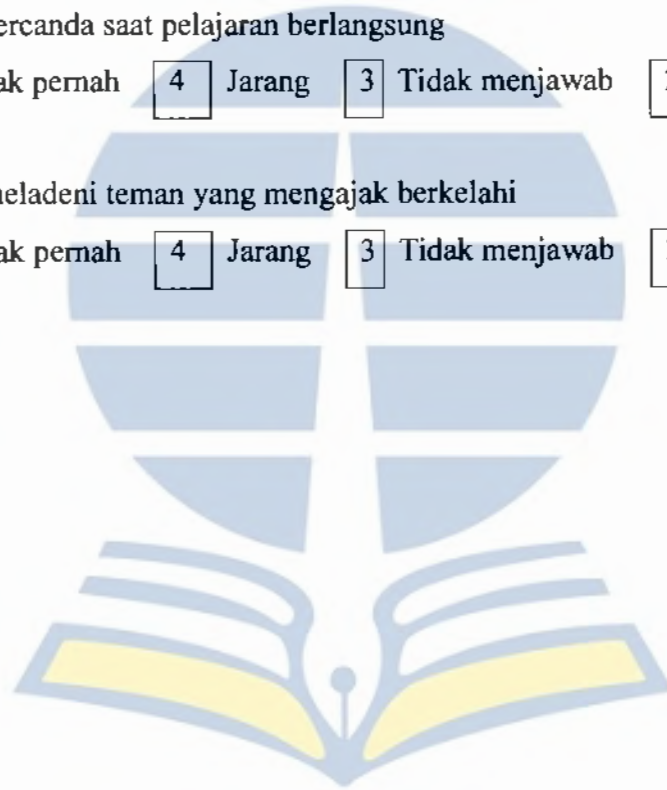 ercanda saat pelajaran berlangsung
ak pernah 4 Jarang 3 Tidak menjawab
neladeni teman yang mengajak berkelahi
ak pernah 4 Jarang 3 Tidak menjawab